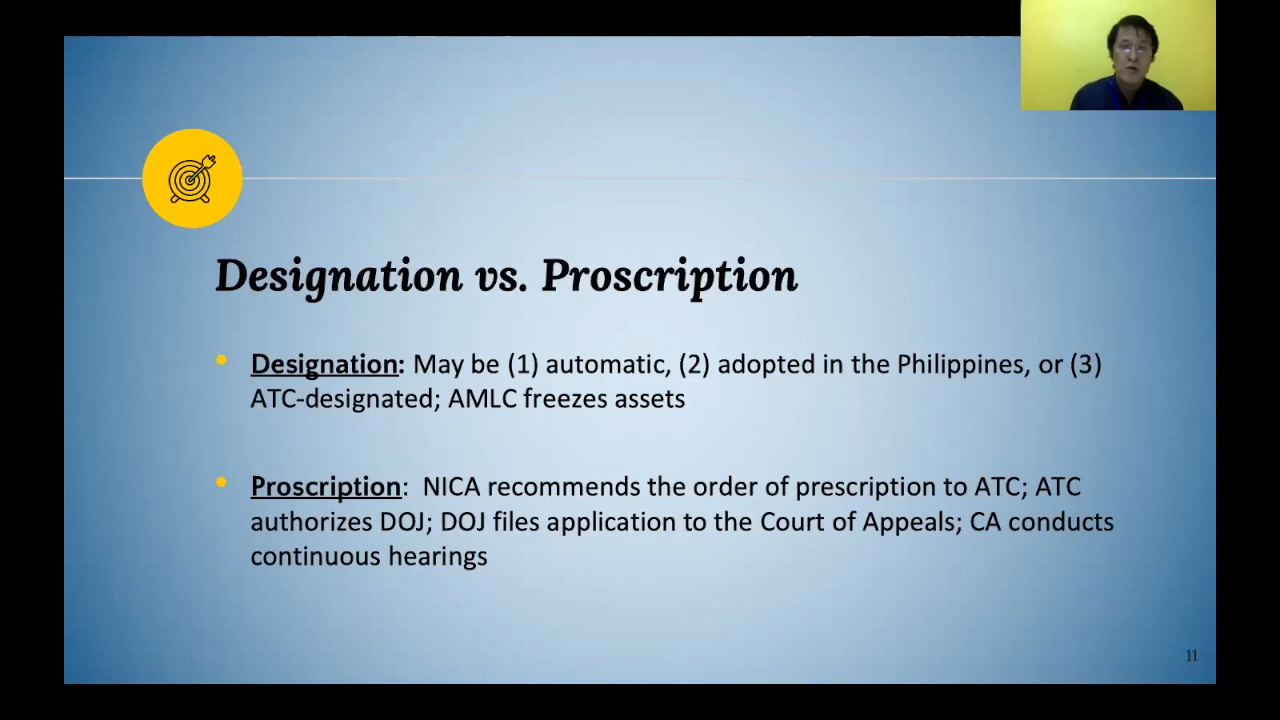 Designation vs. Proscription
Designation: May be (1) automatic, (2) adopted in the Philippines, or (3)
ATC-designated; AMLC freezes assets
Proscription:  NICA recommends the order of prescription to ATC; ATC
authorizes DOJ; DOJ files application to the Court of Appeals; CA conducts
continuous hearings
11